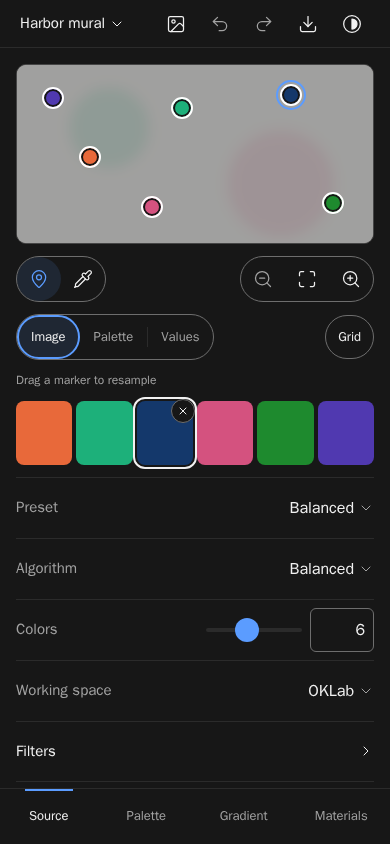 Harbor mural
Image Palette Values Grid
Drag a marker to resample
Preset Balanced
Algorithm Balanced
Colors 6
Working space OKLab
Filters
Source Palette Gradient Materials